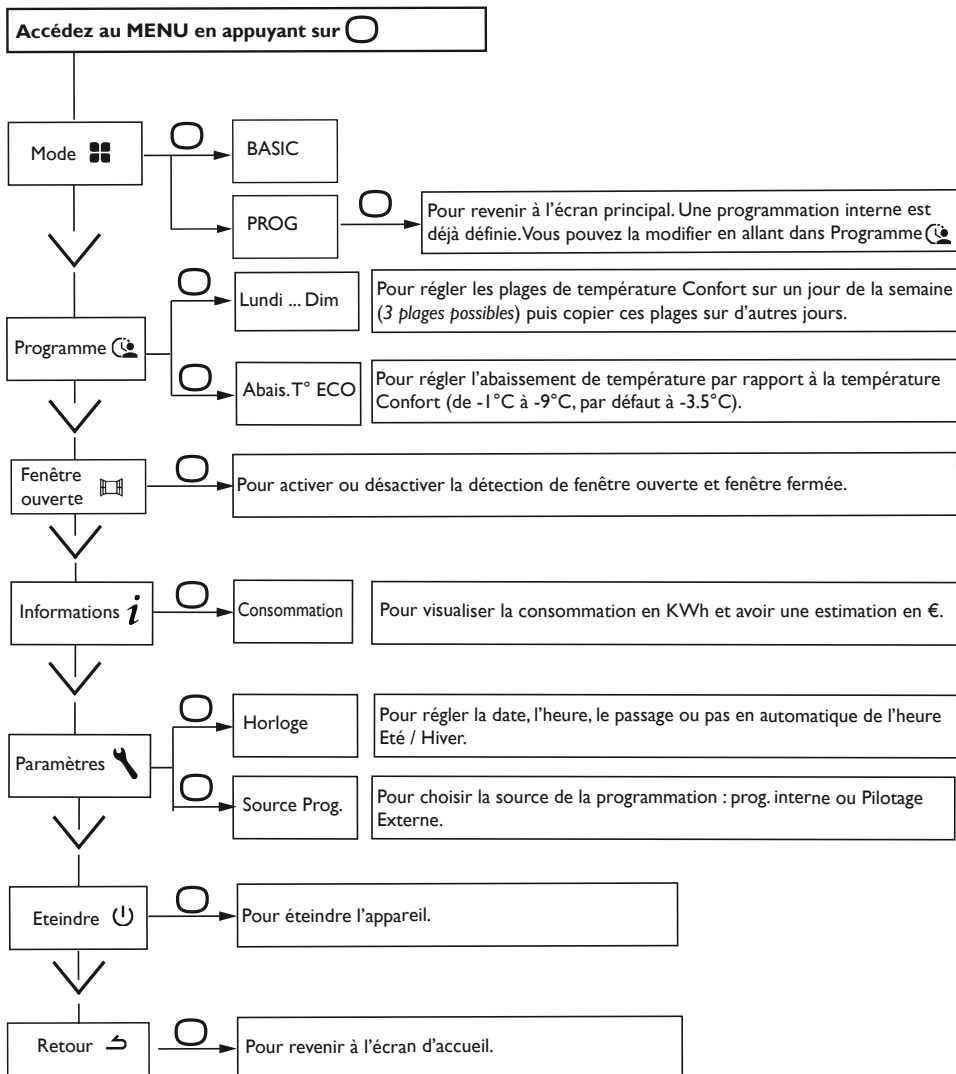 Accédez au MENU en appuyant sur
Mode
BASIC
PROG
Pour revenir à l'écran principal. Une programmation interne est
déjà définie. Vous pouvez la modifier en allant dans Programme
Programme
Lundi ... Dim
Pour régler les plages de température Confort sur un jour de la semaine
(3 plages possibles) puis copier ces plages sur d'autres jours.
Abais. T° ECO
Pour régler l'abaissement de température par rapport à la température
Confort (de -1°C à -9°C, par défaut à -3.5°C).
Fenêtre
ouverte
Pour activer ou désactiver la détection de fenêtre ouverte et fenêtre fermée.
Informations i
Consommation
Pour visualiser la consommation en KWh et avoir une estimation en €.
Paramètres
Horloge
Pour régler la date, l'heure, le passage ou pas en automatique de l'heure
Eté / Hiver.
Source Prog.
Pour choisir la source de la programmation : prog. interne ou Pilotage
Externe.
Eteindre
Pour éteindre l'appareil.
Retour
Pour revenir à l'écran d'accueil.